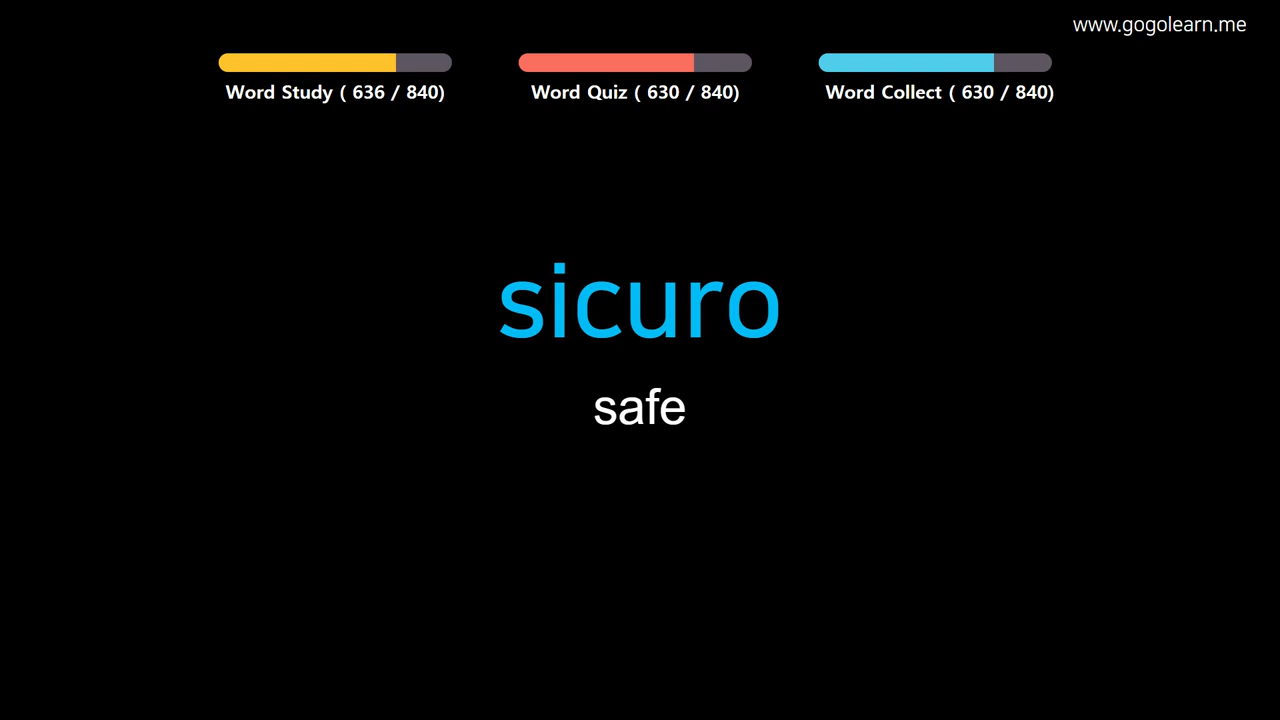 www.gogolearn.me
Word Study ( 636 / 840)
Word Quiz ( 630 / 840)
Word Collect ( 630 / 840)
sicuro
safe